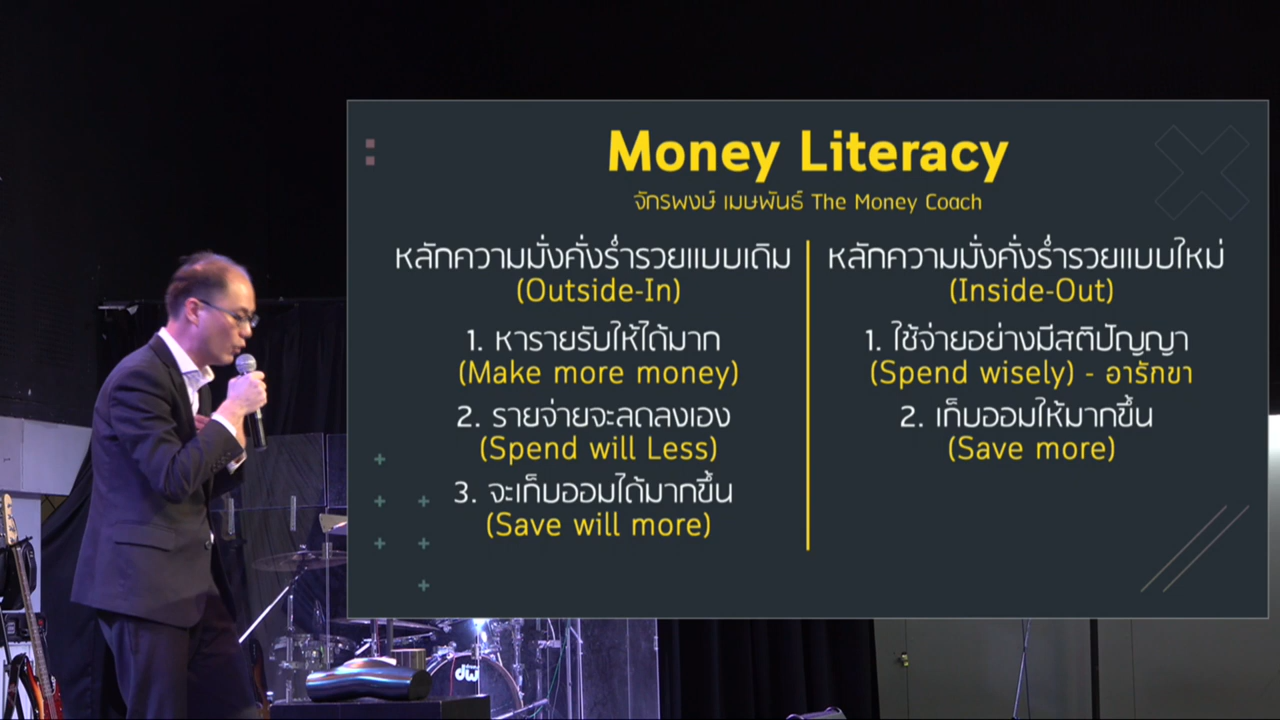 Money Literacy
จักรพงษ์ เมษพันธ์ The Money Coach
หลักความมั่งคั่งร่ำรวยแบบเดิม
(Outside-In)
1. หารายรับให้ได้มาก
(Make more money)
2. รายจ่ายจะลดลงเอง
(Spend will Less)
3. จะเก็บออมได้มากขึ้น
(Save will more)
หลักความมั่งคั่งร่ำรวยแบบใหม่
(Inside-Out)
1. ใช้จ่ายอย่างมีสติปัญญา
(Spend wisely) - อารักขา
2. เก็บออมให้มากขึ้น
(Save more)
dw